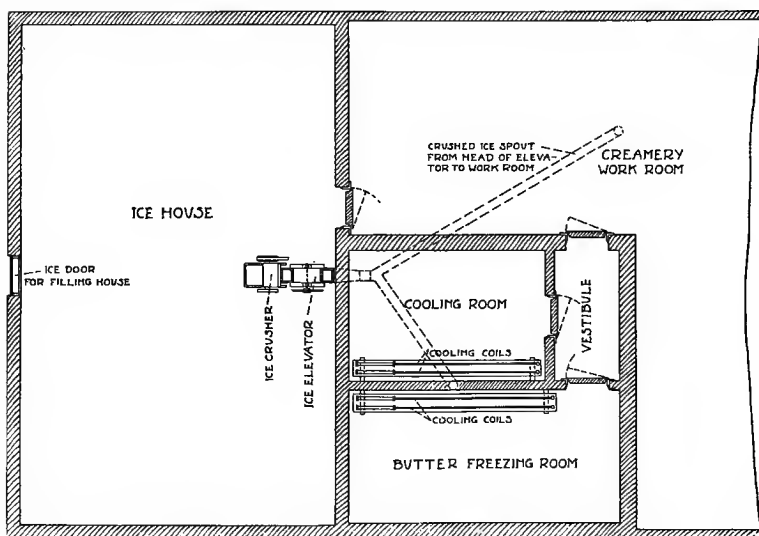 CRUSHED ICE SPOUT
FROM HEAD OF ELEVA-
TOR TO WORK ROOM
CREAMERY
WORK ROOM
ICE HOUSE
ICE DOOR
FOR FILLING HOUSE
ICE CRUSHER
ICE ELEVATOR
COOLING ROOM
VESTIBULE
COOLING COILS
COOLING COILS
BUTTER FREEZING ROOM